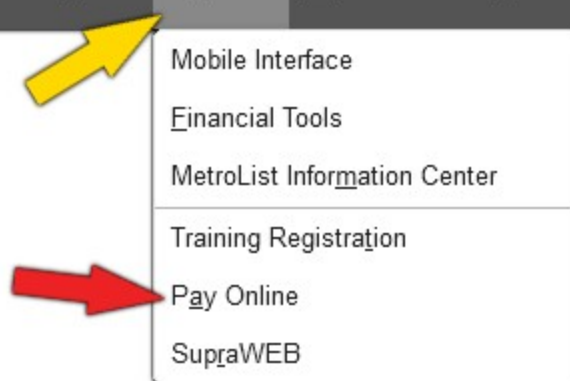 Mobile Interface
Financial Tools
MetroList Information Center
Training Registration
Pay Online
SupraWEB